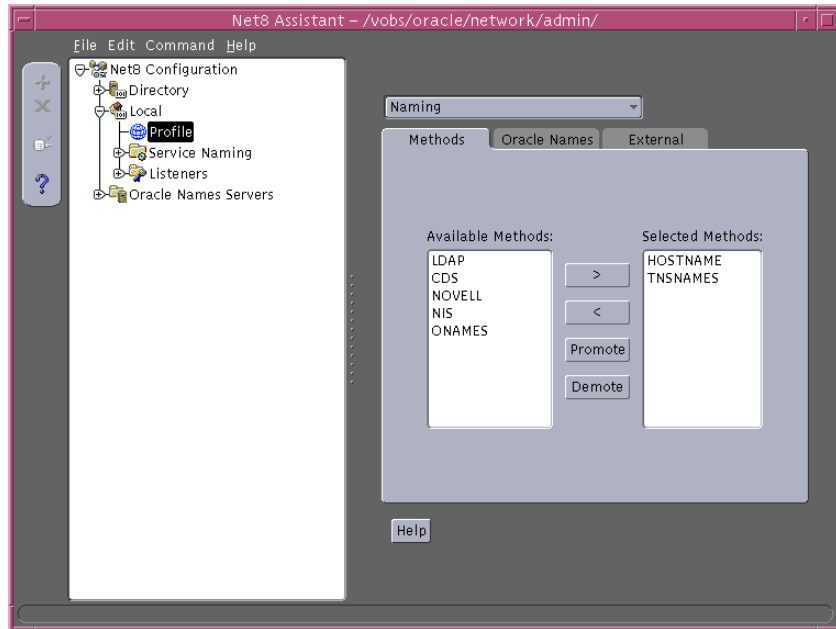 Net8 Assistant – /vobs/oracle/network/admin/
File Edit Command Help
Net8 Configuration
Directory
Local
Profile
Service Naming
Listeners
Oracle Names Servers
?
Naming
Methods Oracle Names External
Available Methods:
LDAP
CDS
NOVELL
NIS
ONAMES
>
<
Promote
Demote
Selected Methods:
HOSTNAME
TNSNAMES
Help